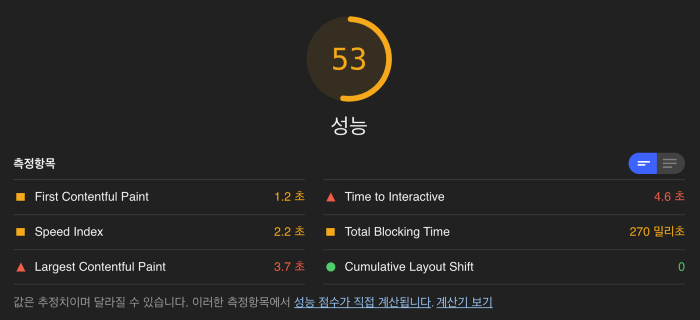 53
성능
측정항목
First Contentful Paint 1.2 초
Time to Interactive 4.6 초
Speed Index 2.2 초
Total Blocking Time 270 밀리초
Largest Contentful Paint 3.7 초
Cumulative Layout Shift 0
값은 추정치이며 달라질 수 있습니다. 이러한 측정항목에서 성능 점수가 직접 계산됩니다. 계산기 보기